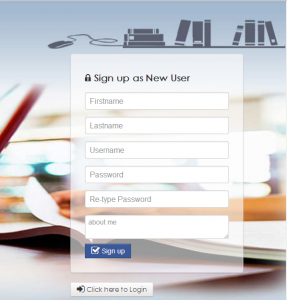 Sign up as New User
Firstname
Lastname
Username
Password
Re-type Password
about me
Sign up
Click here to Login